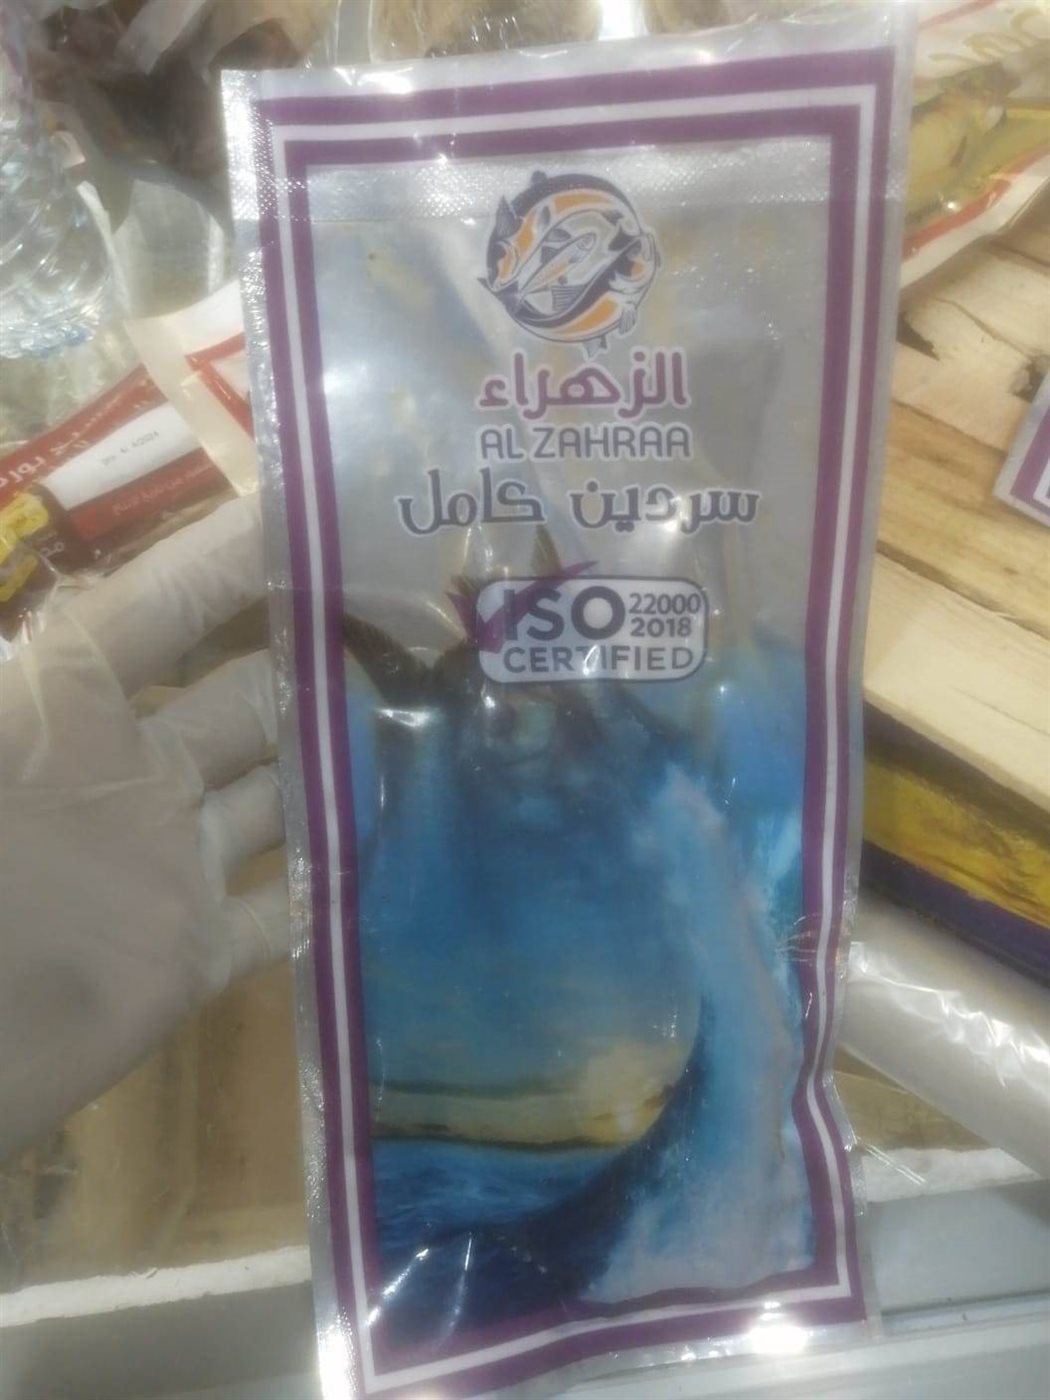 الزهراء
AL ZAHRAA
سردين كامل
ISO 22000
2018
CERTIFIED